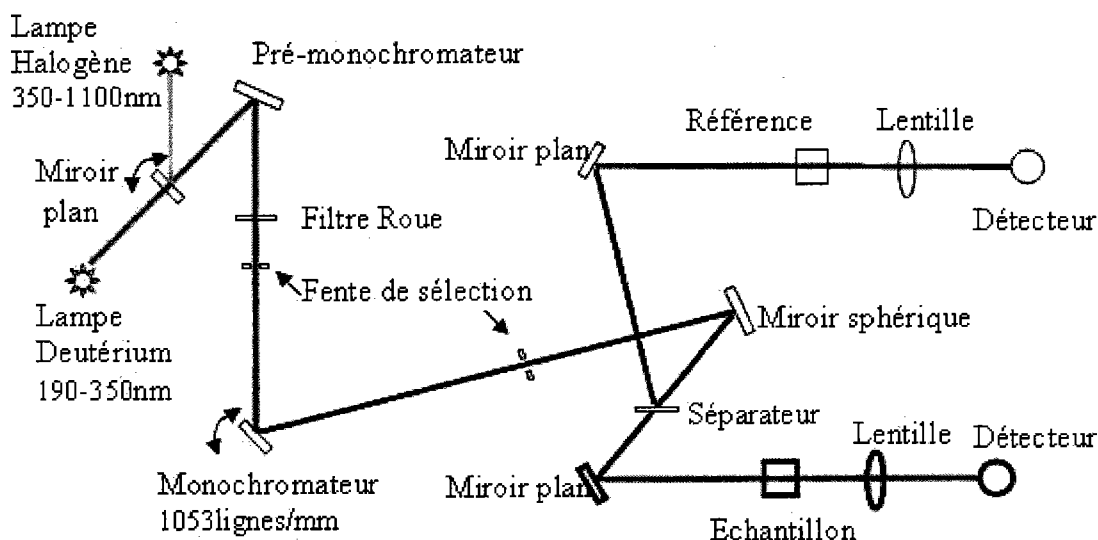 Lampe
Halogène
350-1100nm
Pré-monochromateur
Miroir
plan
Filtre Roue
Fente de sélection
Lampe
Deutérium
190-350nm
Monochromateur
1053lignes/mm
Miroir plan
Référence
Lentille
Détecteur
Miroir sphérique
Séparateur
Miroir plan
Echantillon
Lentille
Détecteur